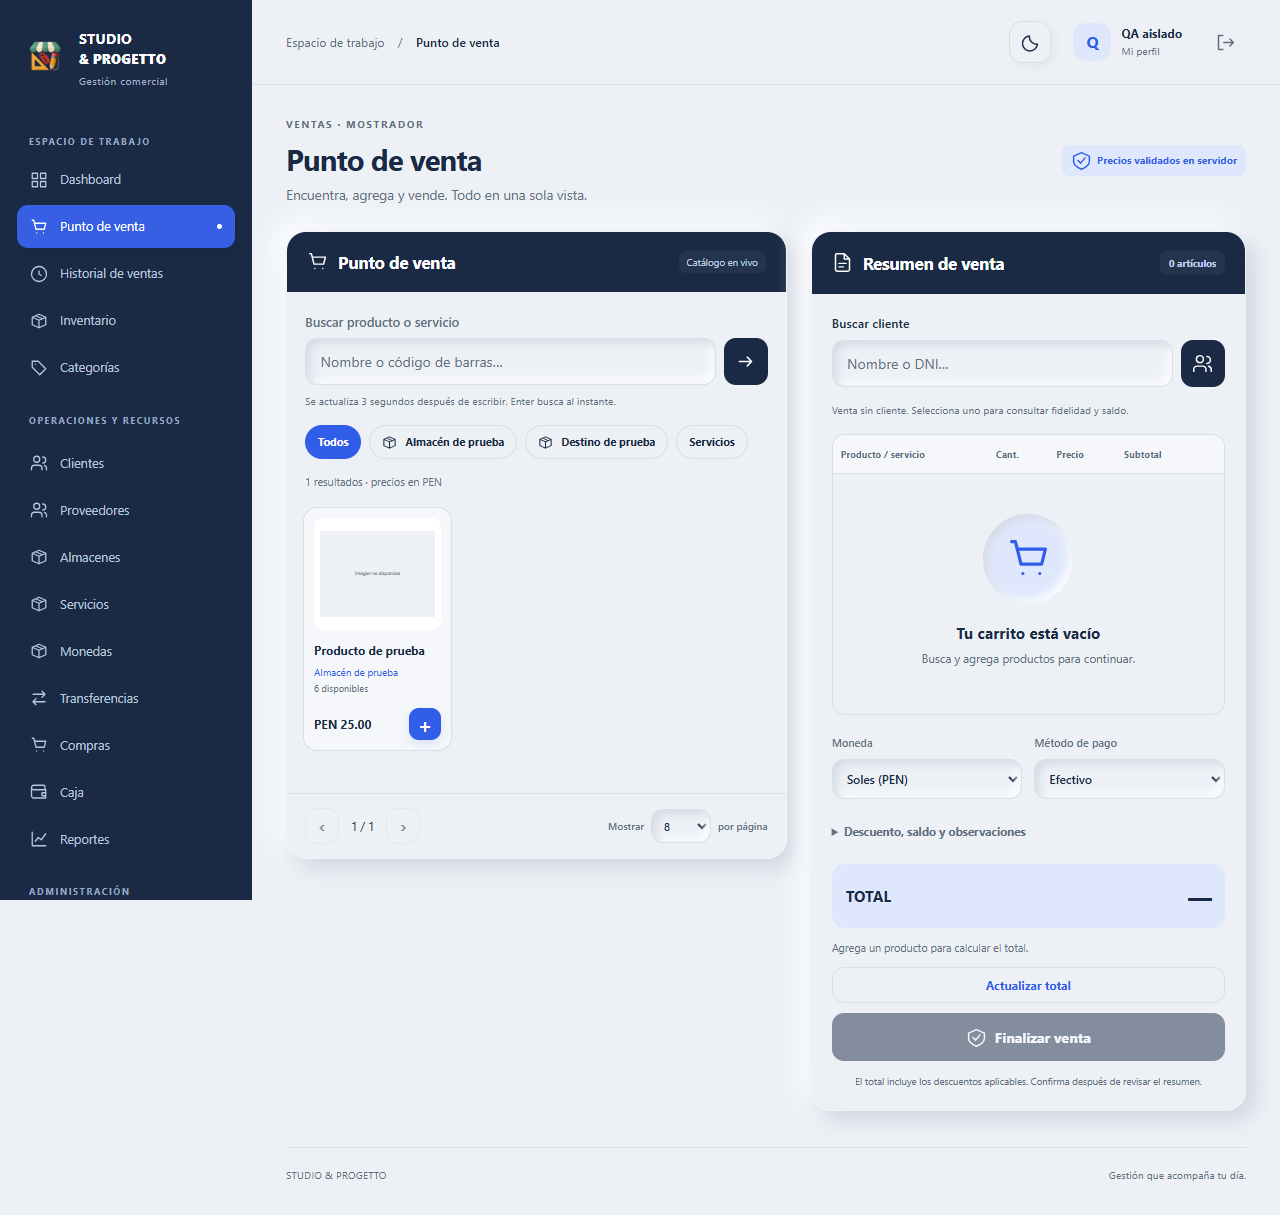 STUDIO
& PROGETTO
Gestión comercial
ESPACIO DE TRABAJO
Dashboard
Punto de venta
Historial de ventas
Inventario
Categorías
OPERACIONES Y RECURSOS
Clientes
Proveedores
Almacenes
Servicios
Monedas
Transferencias
Compras
Caja
Reportes
ADMINISTRACIÓN
Espacio de trabajo / Punto de venta
Q
QA aislado
Mi perfil
VENTAS · MOSTRADOR
Punto de venta
Encuentra, agrega y vende. Todo en una sola vista.
Precios validados en servidor
Punto de venta
Catálogo en vivo
Buscar producto o servicio
Nombre o código de barras...
Se actualiza 3 segundos después de escribir. Enter busca al instante.
Todos
Almacén de prueba
Destino de prueba
Servicios
1 resultados · precios en PEN
Imagen no disponible
Producto de prueba
Almacén de prueba
6 disponibles
PEN 25.00
+
‹ 1 / 1 ›
Mostrar 8 por página
Resumen de venta
0 artículos
Buscar cliente
Nombre o DNI...
Venta sin cliente. Selecciona uno para consultar fidelidad y saldo.
Producto / servicio Cant. Precio Subtotal
Tu carrito está vacío
Busca y agrega productos para continuar.
Moneda
Soles (PEN)
Método de pago
Efectivo
Descuento, saldo y observaciones
TOTAL —
Agrega un producto para calcular el total.
Actualizar total
Finalizar venta
El total incluye los descuentos aplicables. Confirma después de revisar el resumen.
STUDIO & PROGETTO
Gestión que acompaña tu día.